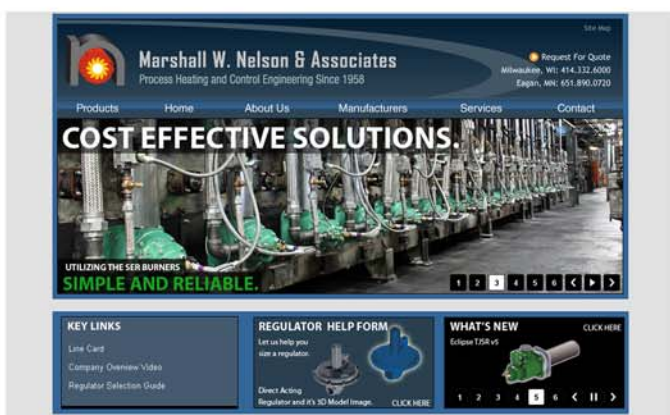 Site Map
Marshall W. Nelson & Associates
Process Heating and Control Engineering Since 1958
Request For Quote
Milwaukee, WI: 414.332.6000
Eagan, MN: 651.890.0720
Products Home About Us Manufacturers Services Contact
COST EFFECTIVE SOLUTIONS.
UTILIZING THE SER BURNERS
SIMPLE AND RELIABLE.
1 2 3 4 5 6
KEY LINKS
Line Card
Company Overview Video
Regulator Selection Guide
REGULATOR HELP FORM
Let us help you
size a regulator.
Direct Acting
Regulator and it's 3D Model Image.
CLICK HERE
WHAT'S NEW
CLICK HERE
Eclipse TJSR v5
1 2 3 4 5 6